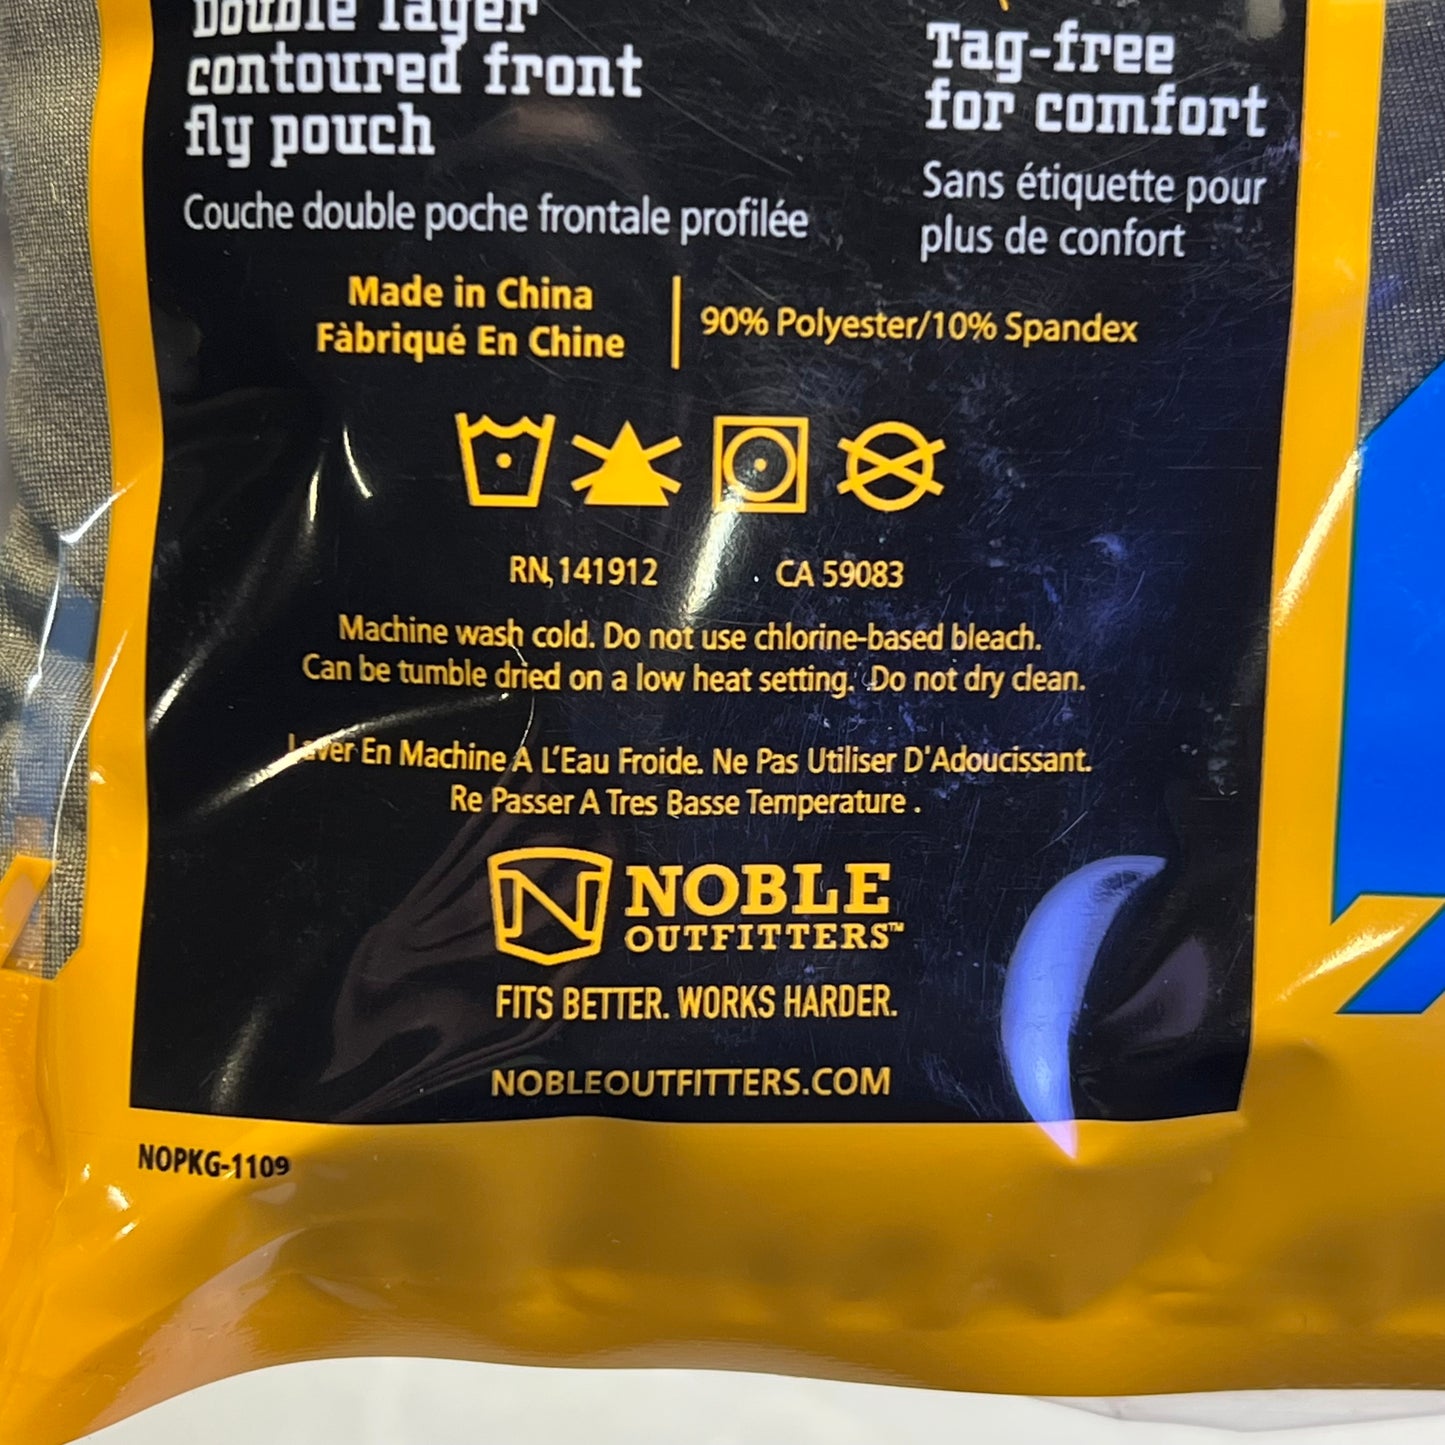 Double layer
contoured front
fly pouch
Couche double poche frontale profilée
Tag-free
for comfort
Sans étiquette pour
plus de confort
Made in China
Fàbriqué En Chine
90% Polyester/10% Spandex
RN, 141912
CA 59083
Machine wash cold. Do not use chlorine-based bleach.
Can be tumble dried on a low heat setting. Do not dry clean.
Laver En Machine A L'Eau Froide. Ne Pas Utiliser D'Adoucissant.
Re Passer A Tres Basse Temperature .
N NOBLE
OUTFITTERS™
FITS BETTER. WORKS HARDER.
NOBLEOUTFITTERS.COM
NOPKG-1109